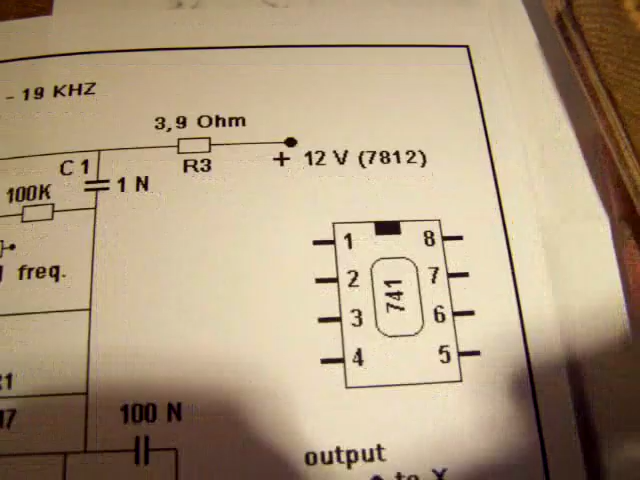 - 19 KHZ
3,9 Ohm
+ 12 V (7812)
R3
C 1
1 N
100K
freq.
1
2
3
4
741
8
7
6
5
100 N
output
to X